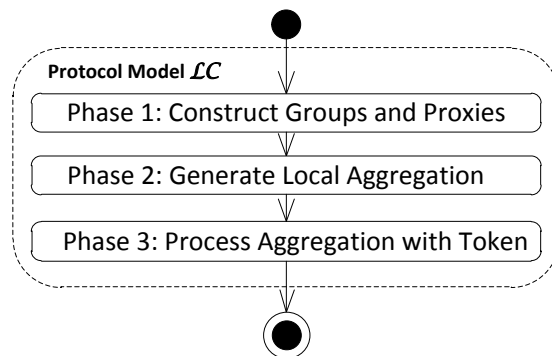 Protocol Model ℒ𝒞
Phase 1: Construct Groups and Proxies
Phase 2: Generate Local Aggregation
Phase 3: Process Aggregation with Token